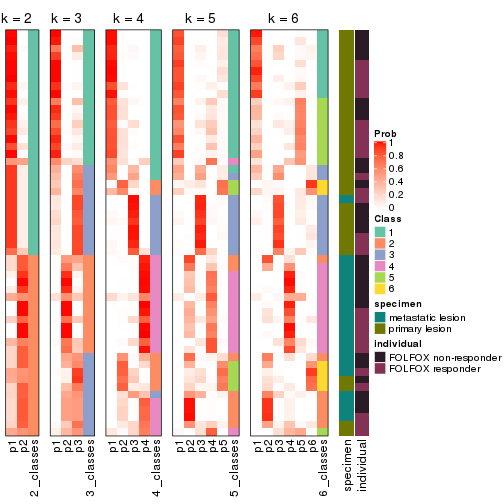 k = 2 k = 3 k = 4 k = 5 k = 6
Prob
1
0.8
0.6
0.4
0.2
0
Class
1
2
3
4
5
6
specimen
metastatic lesion
primary lesion
individual
FOLFOX non-responder
FOLFOX responder
p1
p2
2_classes
p1
p2
p3
3_classes
p1
p2
p3
p4
4_classes
p1
p2
p3
p4
p5
5_classes
p1
p2
p3
p4
p5
p6
6_classes
specimen
individual